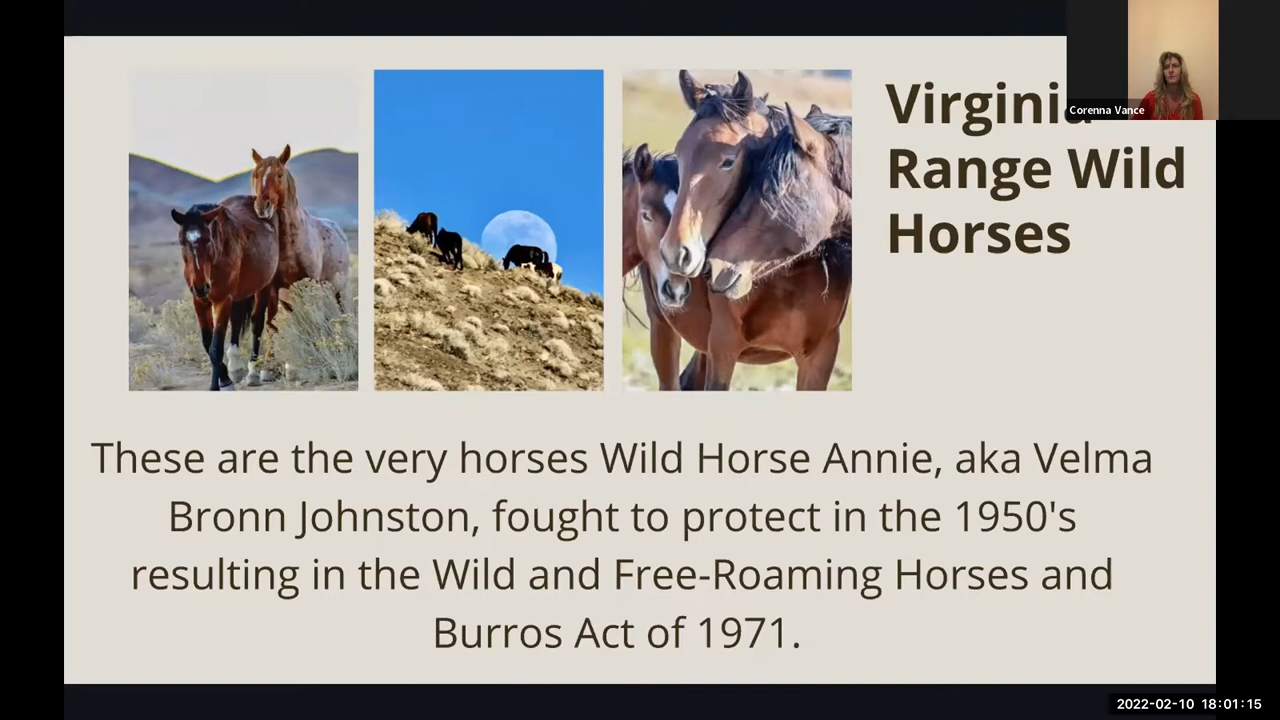 Virginia
Range Wild
Horses
Corenna Vance
These are the very horses Wild Horse Annie, aka Velma
Bronn Johnston, fought to protect in the 1950's
resulting in the Wild and Free-Roaming Horses and
Burros Act of 1971.
2022-02-10 18:01:15